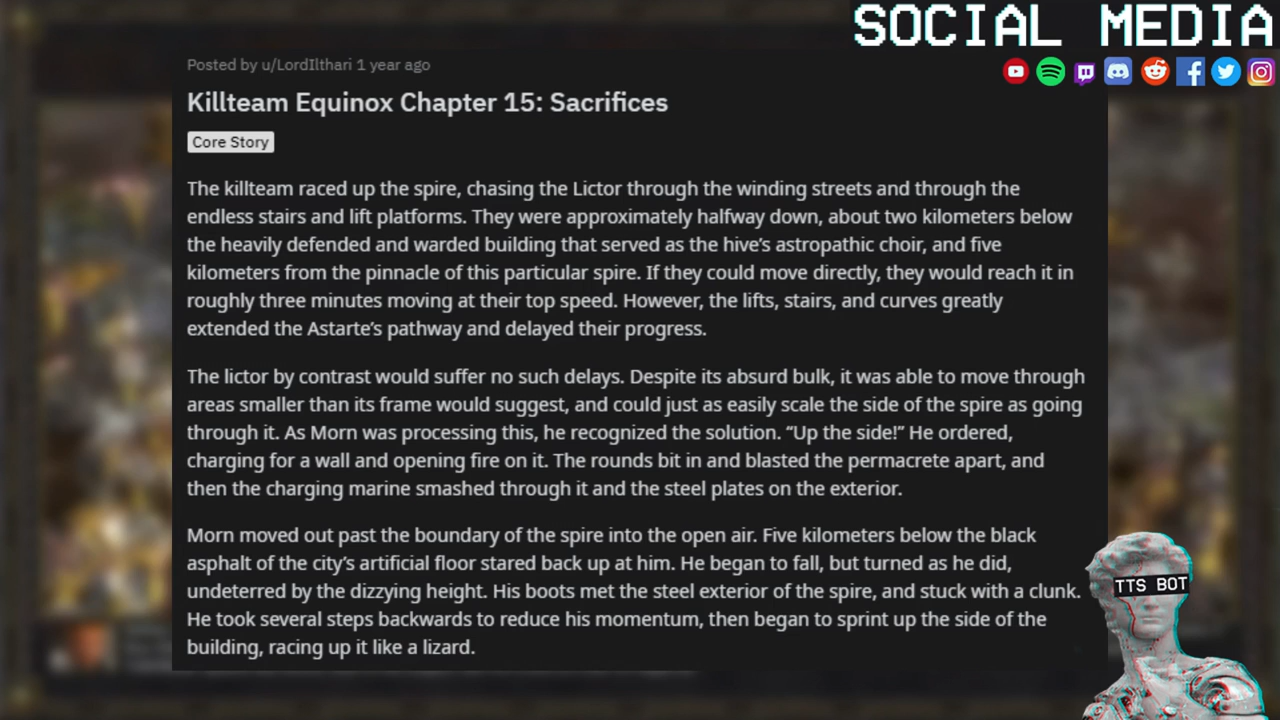 SOCIAL MEDIA
Posted by u/LordIlthari 1 year ago
Killteam Equinox Chapter 15: Sacrifices
Core Story
The killteam raced up the spire, chasing the Lictor through the winding streets and through the
endless stairs and lift platforms. They were approximately halfway down, about two kilometers below
the heavily defended and warded building that served as the hive's astropathic choir, and five
kilometers from the pinnacle of this particular spire. If they could move directly, they would reach it in
roughly three minutes moving at their top speed. However, the lifts, stairs, and curves greatly
extended the Astarte's pathway and delayed their progress.
The lictor by contrast would suffer no such delays. Despite its absurd bulk, it was able to move through
areas smaller than its frame would suggest, and could just as easily scale the side of the spire as going
through it. As Morn was processing this, he recognized the solution. “Up the side!” He ordered,
charging for a wall and opening fire on it. The rounds bit in and blasted the permacrete apart, and
then the charging marine smashed through it and the steel plates on the exterior.
Morn moved out past the boundary of the spire into the open air. Five kilometers below the black
asphalt of the city's artificial floor stared back up at him. He began to fall, but turned as he did,
undeterred by the dizzying height. His boots met the steel exterior of the spire, and stuck with a clunk.
He took several steps backwards to reduce his momentum, then began to sprint up the side of the
building, racing up it like a lizard.
TTS BOT